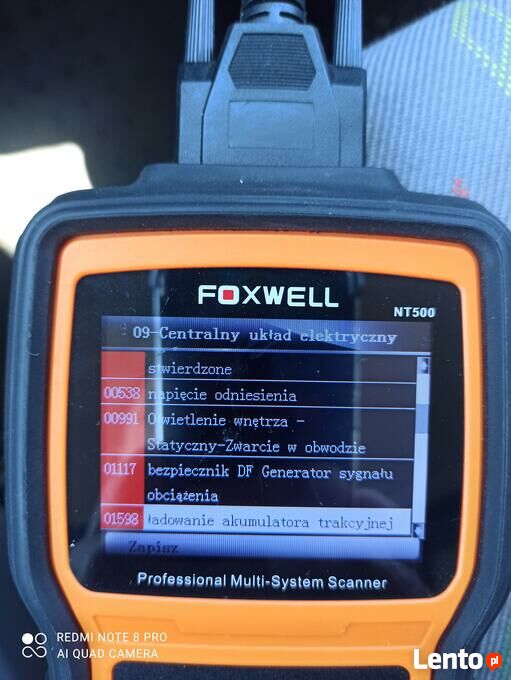 FOXWELL
NT500
09-Centralny układ elektryczny
stwierdzone
00538 napięcie odniesienia
00991 Oświetlenie wnętrza -
Statyczny-Zwarcie w obwodzie
01117 bezpiecznik DF Generator sygnału
obciążenia
01598 ładowanie akumulatora trakcyjnej
Zapisz
Professional Multi-System Scanner
REDMI NOTE 8 PRO
AI QUAD CAMERA
Lento.pl